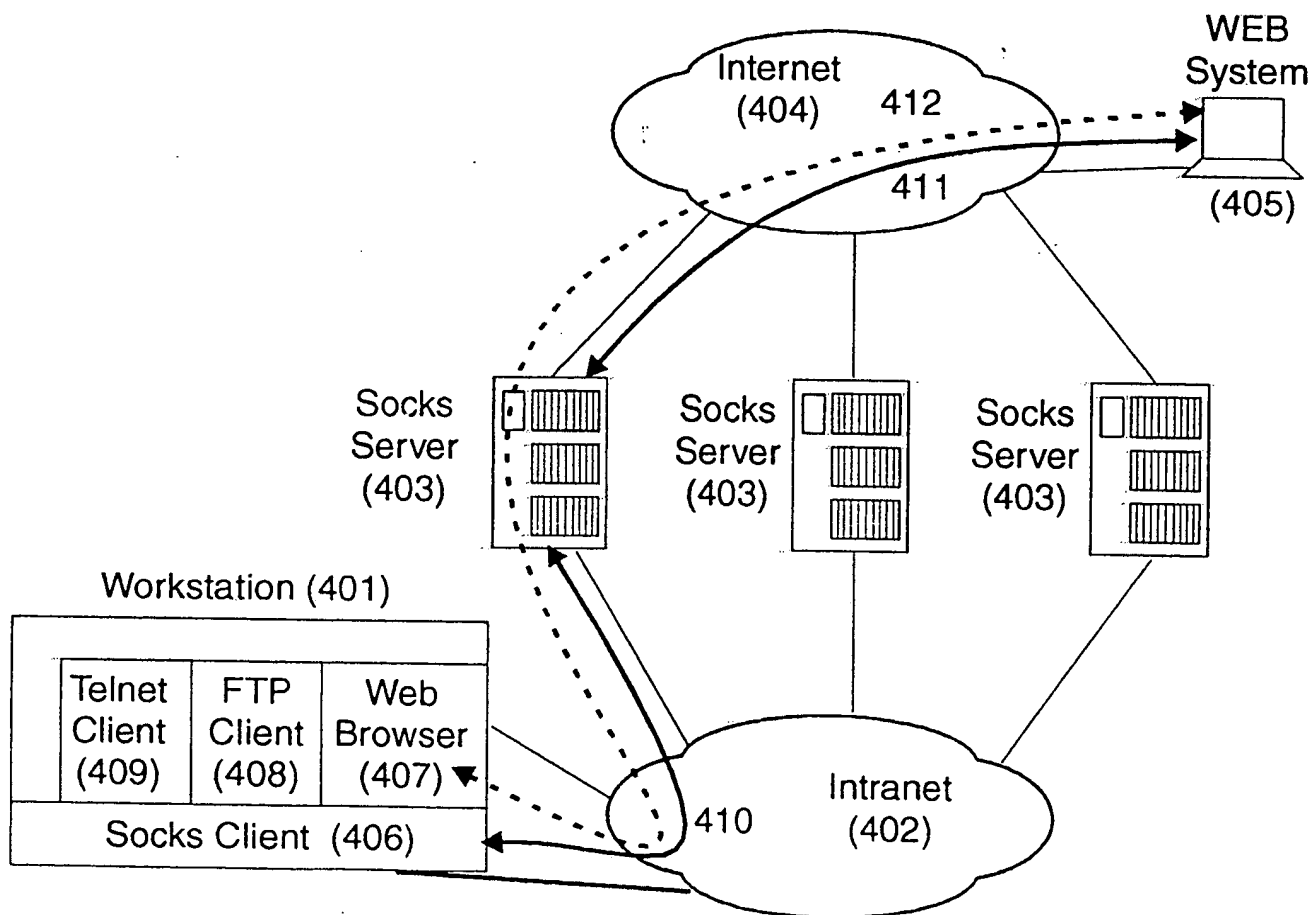 WEB
System
(405)
Internet
(404)
412
411
Socks
Server
(403)
Socks
Server
(403)
Socks
Server
(403)
Workstation (401)
Telnet
Client
(409)
FTP
Client
(408)
Web
Browser
(407)
Socks Client (406)
410
Intranet
(402)